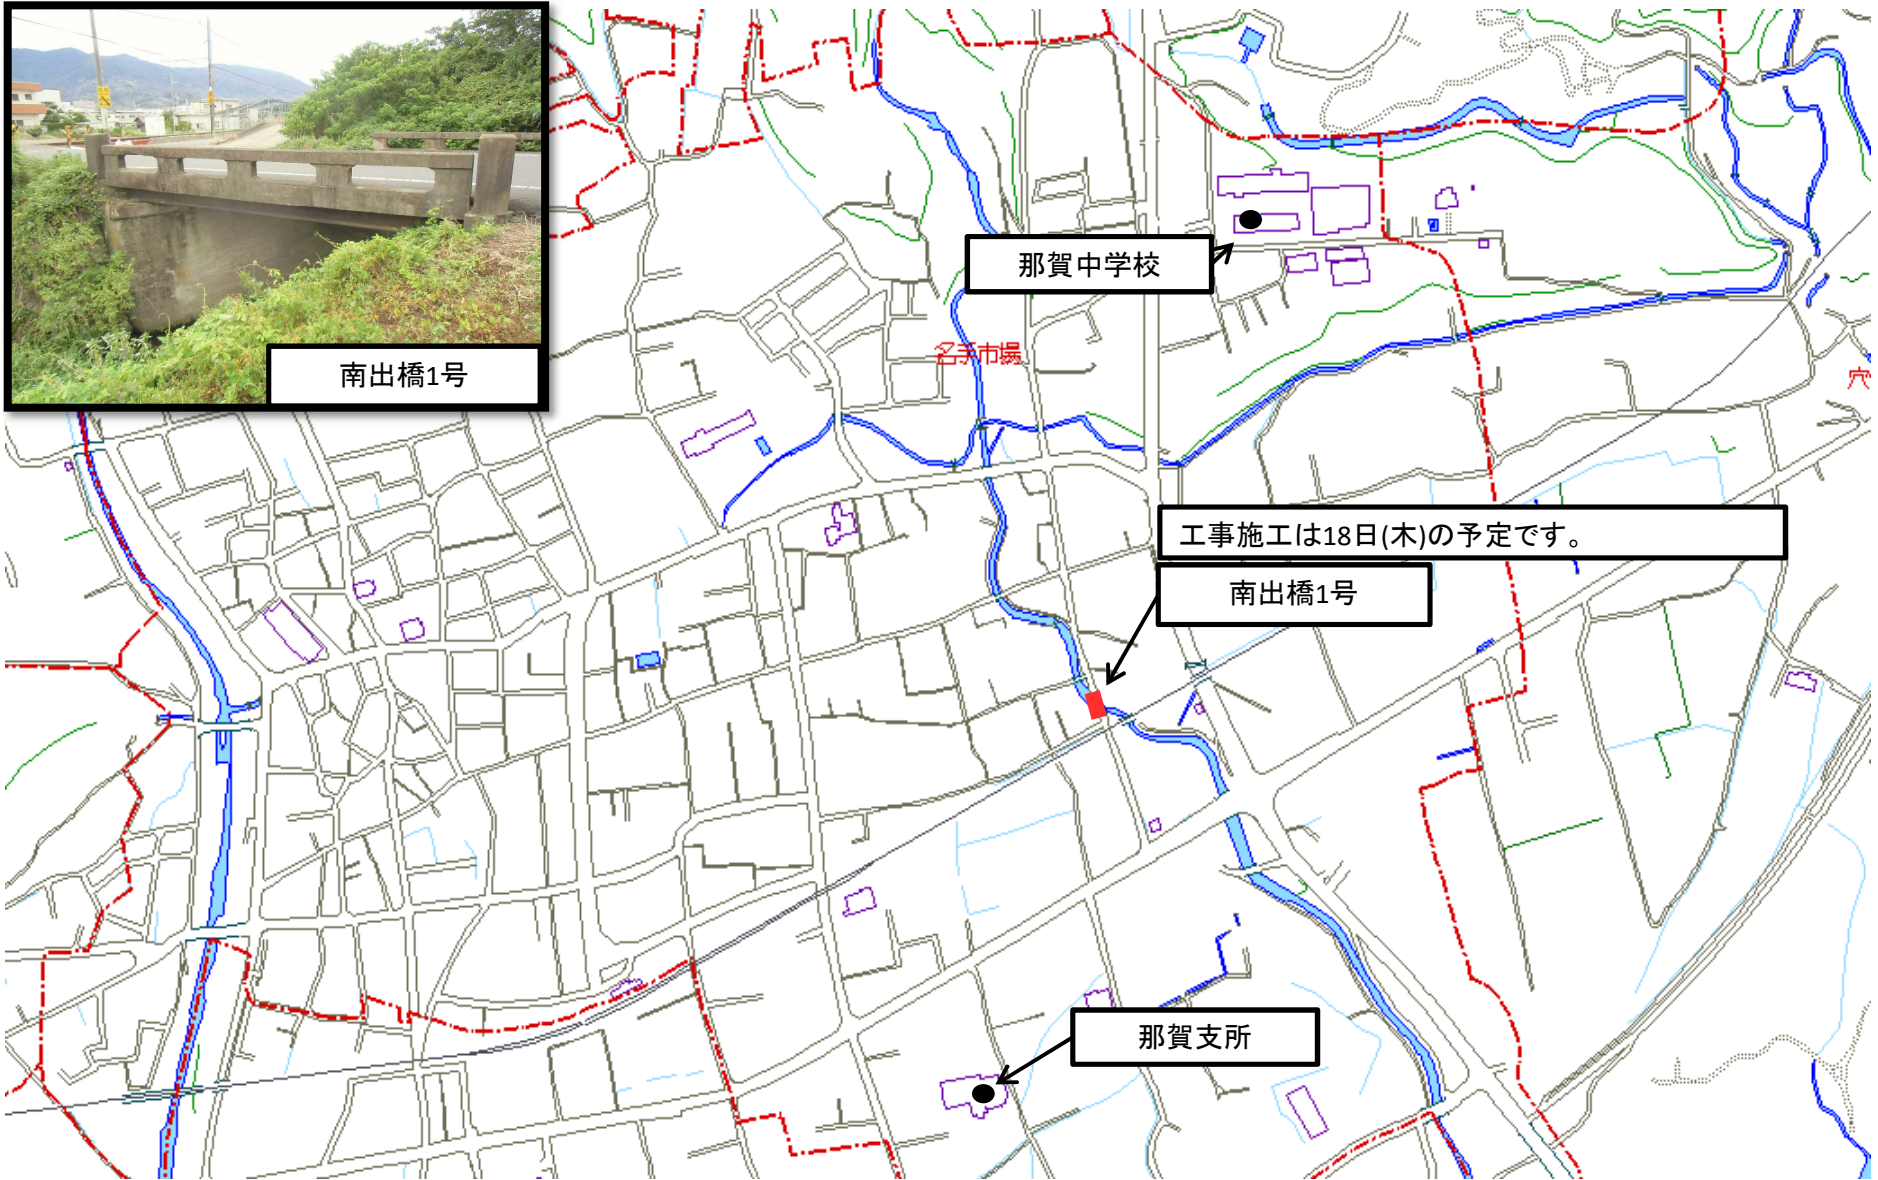 南出橋1号
那賀中学校
名手市場
穴
工事施工は18日(木)の予定です。
南出橋1号
那賀支所